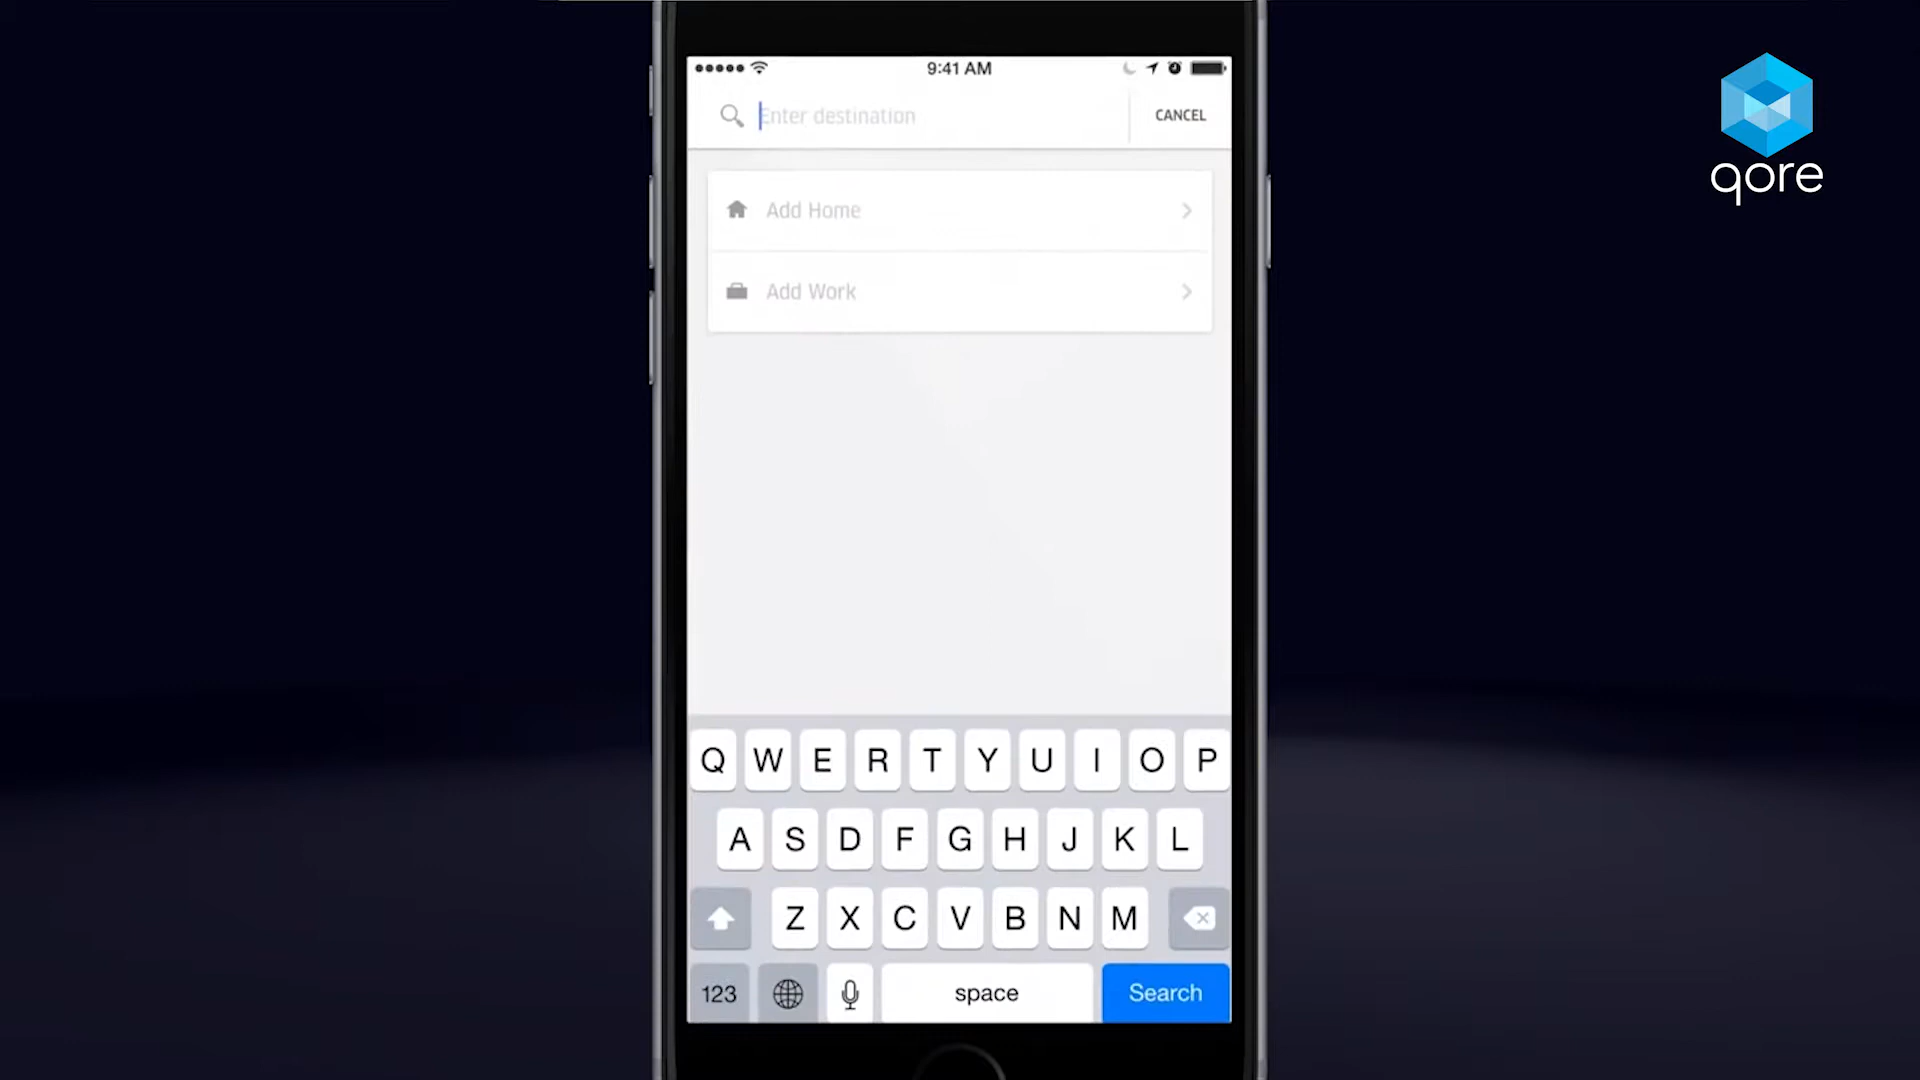 9:41 AM
Enter destination
CANCEL
qore
Add Home
Add Work
Q W E R T Y U I O P
A S D F G H J K L
Z X C V B N M
123 space Search